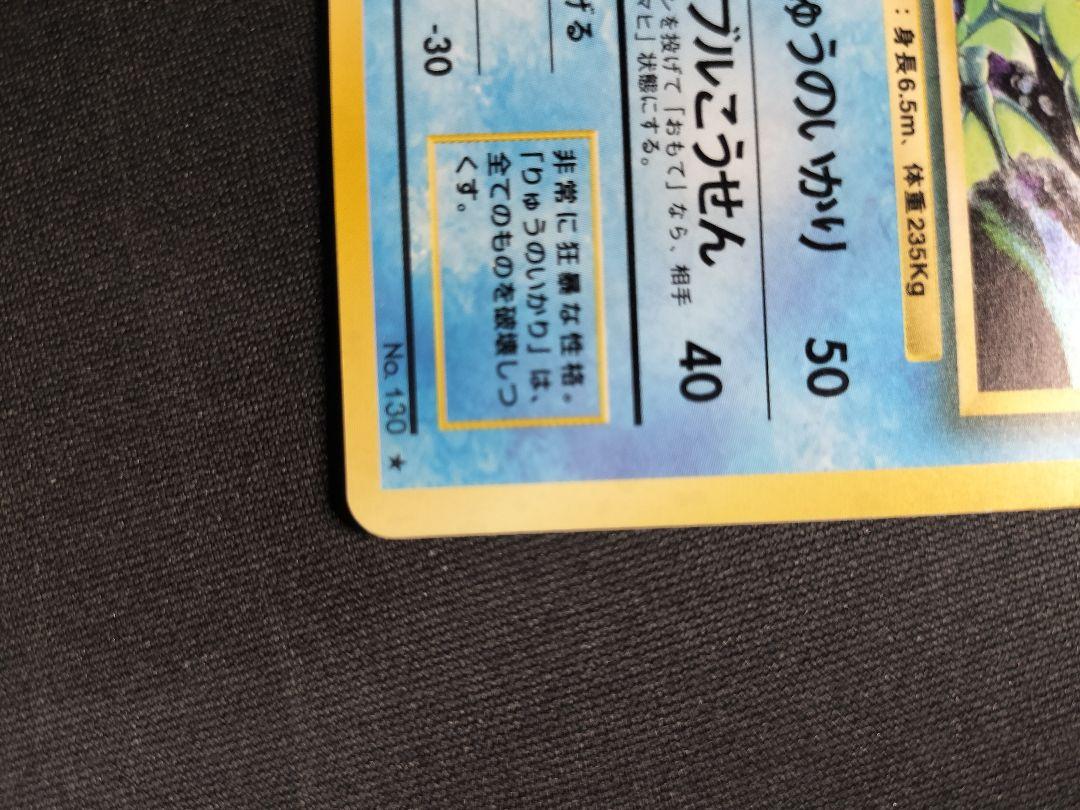 : 身長6.5m、 体重235Kg
ゅうのいかり 50
ブルこうせん 40
ンを投げて「おもて」なら、相手
マヒ」状態にする。
げる
-30
非常に狂暴な性格。
「りゅうのいかり」は、
全てのものを破壊しつ
くす。
No. 130 ★